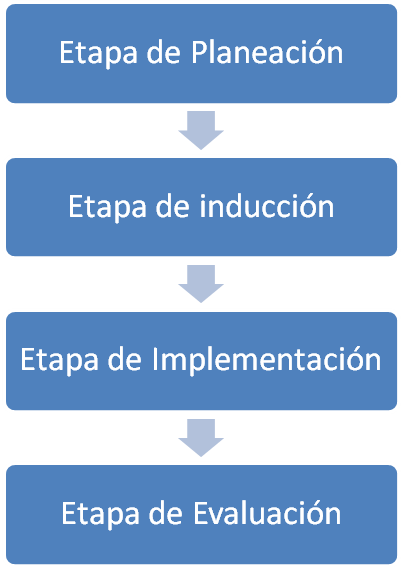 Etapa de Planeación
Etapa de inducción
Etapa de Implementación
Etapa de Evaluación